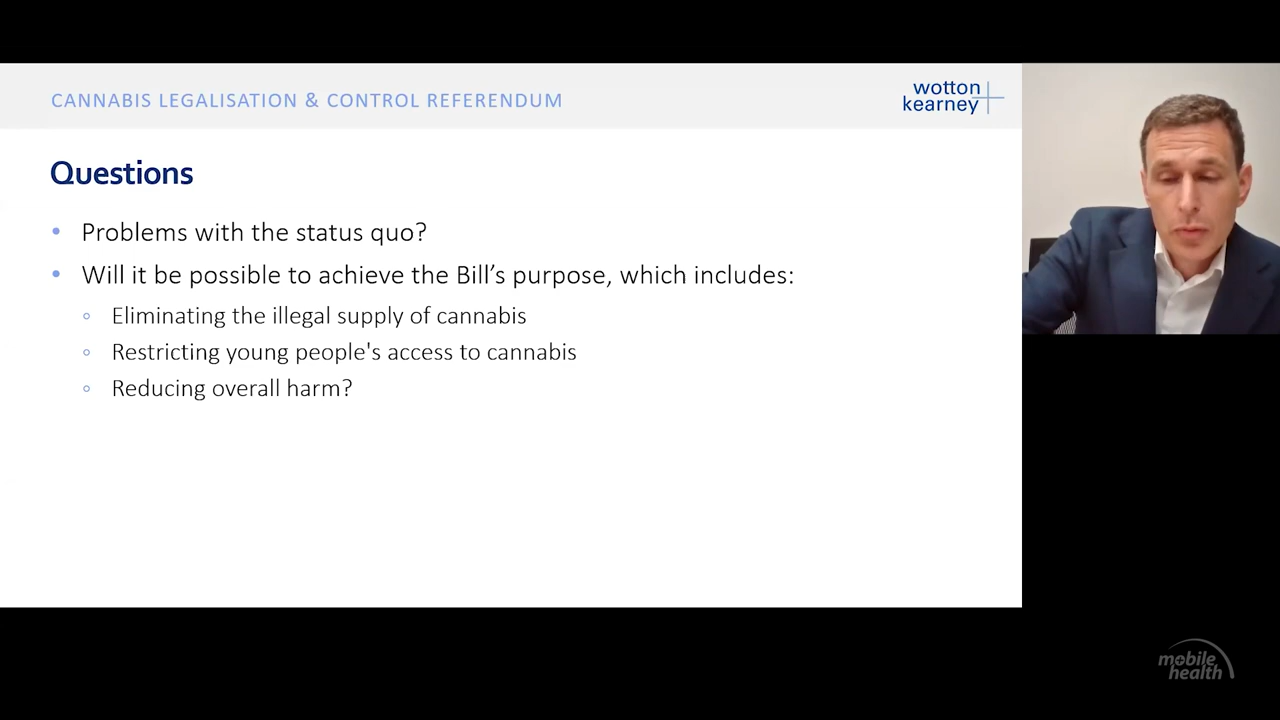 CANNABIS LEGALISATION & CONTROL REFERENDUM
wotton
kearney
Questions
• Problems with the status quo?
• Will it be possible to achieve the Bill’s purpose, which includes:
◦ Eliminating the illegal supply of cannabis
◦ Restricting young people's access to cannabis
◦ Reducing overall harm?
mobile
health